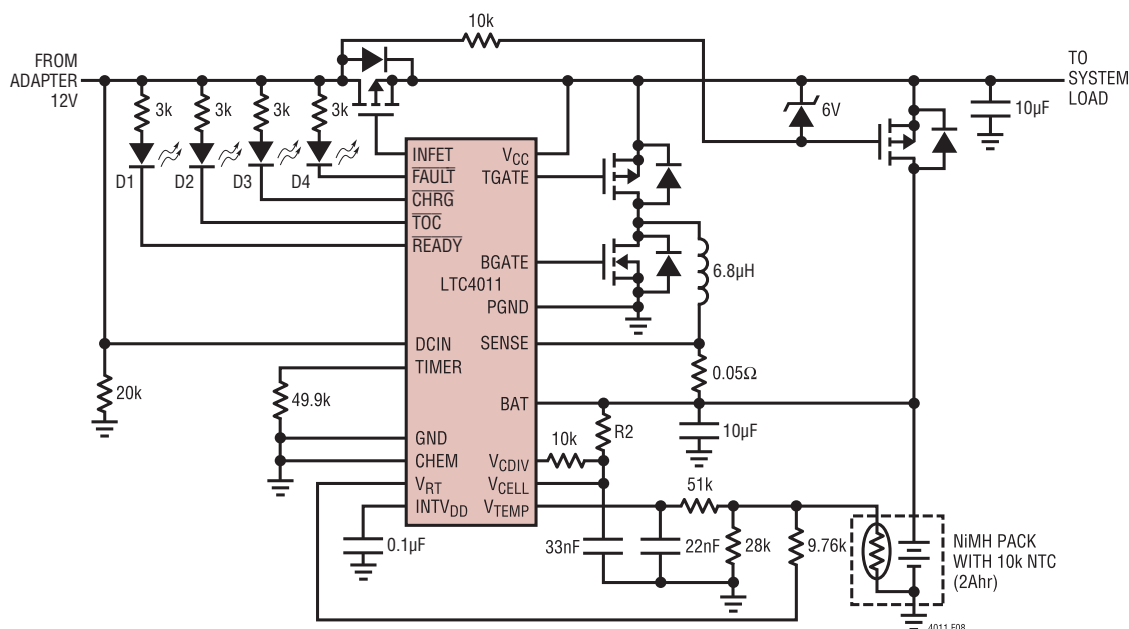 10k
FROM
ADAPTER
12V
TO
SYSTEM
LOAD
3k
3k
3k
3k
6V
10µF
D1
D2
D3
D4
INFET
FAULT
CHRG
TOC
READY
VCC
TGATE
BGATE
LTC4011
PGND
6.8µH
DCIN
TIMER
SENSE
20k
49.9k
0.05Ω
BAT
R2
10µF
GND
CHEM
VRT
INTVDD
10k
VCDIV
VCELL
VTEMP
51k
0.1µF
33nF
22nF
28k
9.76k
NiMH PACK
WITH 10k NTC
(2Ahr)
4011 F08